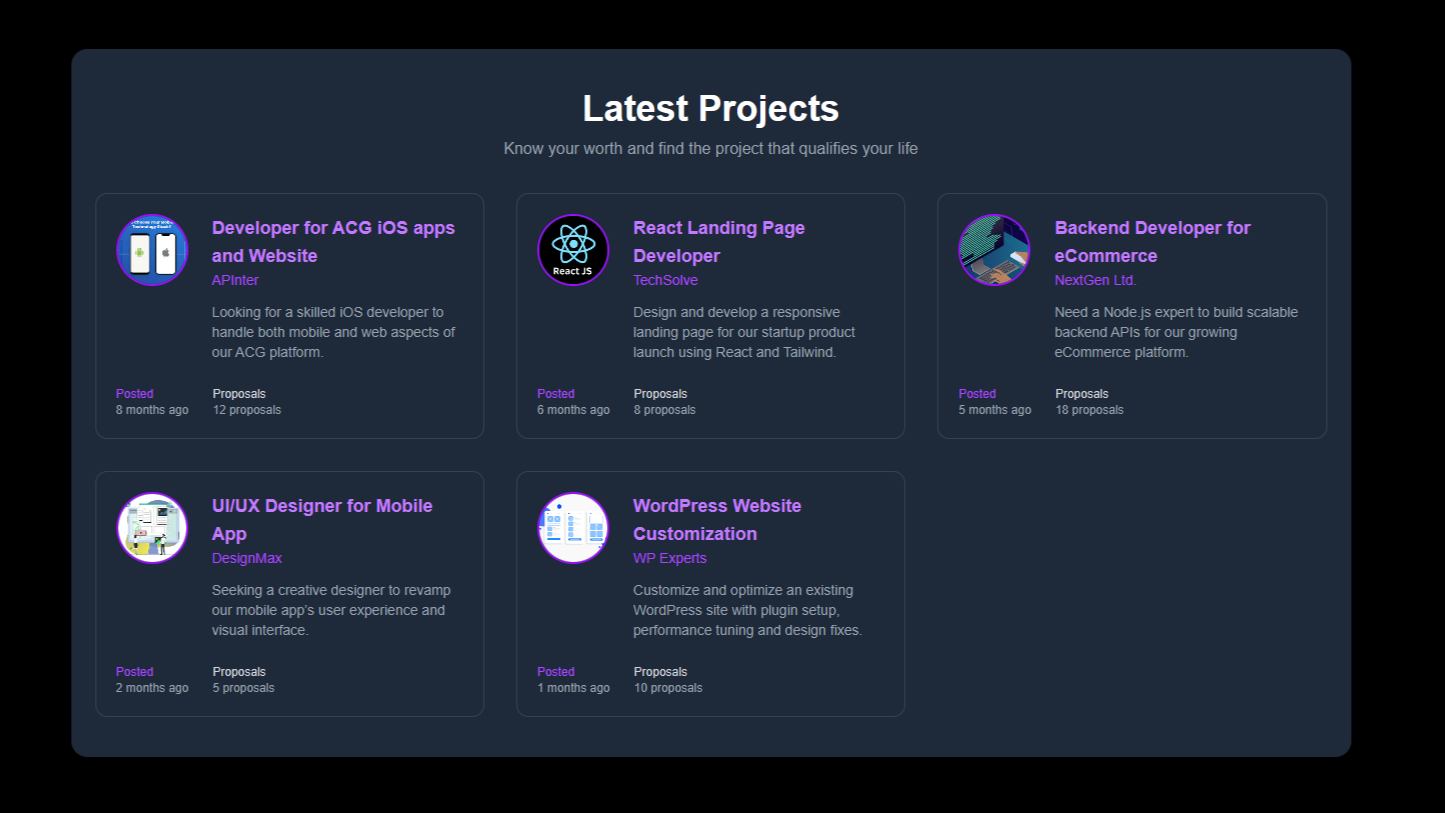 Latest Projects
Know your worth and find the project that qualifies your life
Developer for ACG iOS apps
and Website
APInter
Looking for a skilled iOS developer to
handle both mobile and web aspects of
our ACG platform.
Posted
8 months ago
Proposals
12 proposals
React JS
React Landing Page
Developer
TechSolve
Design and develop a responsive
landing page for our startup product
launch using React and Tailwind.
Posted
6 months ago
Proposals
8 proposals
Backend Developer for
eCommerce
NextGen Ltd.
Need a Node.js expert to build scalable
backend APIs for our growing
eCommerce platform.
Posted
5 months ago
Proposals
18 proposals
UI/UX Designer for Mobile
App
DesignMax
Seeking a creative designer to revamp
our mobile app's user experience and
visual interface.
Posted
2 months ago
Proposals
5 proposals
WordPress Website
Customization
WP Experts
Customize and optimize an existing
WordPress site with plugin setup,
performance tuning and design fixes.
Posted
1 months ago
Proposals
10 proposals